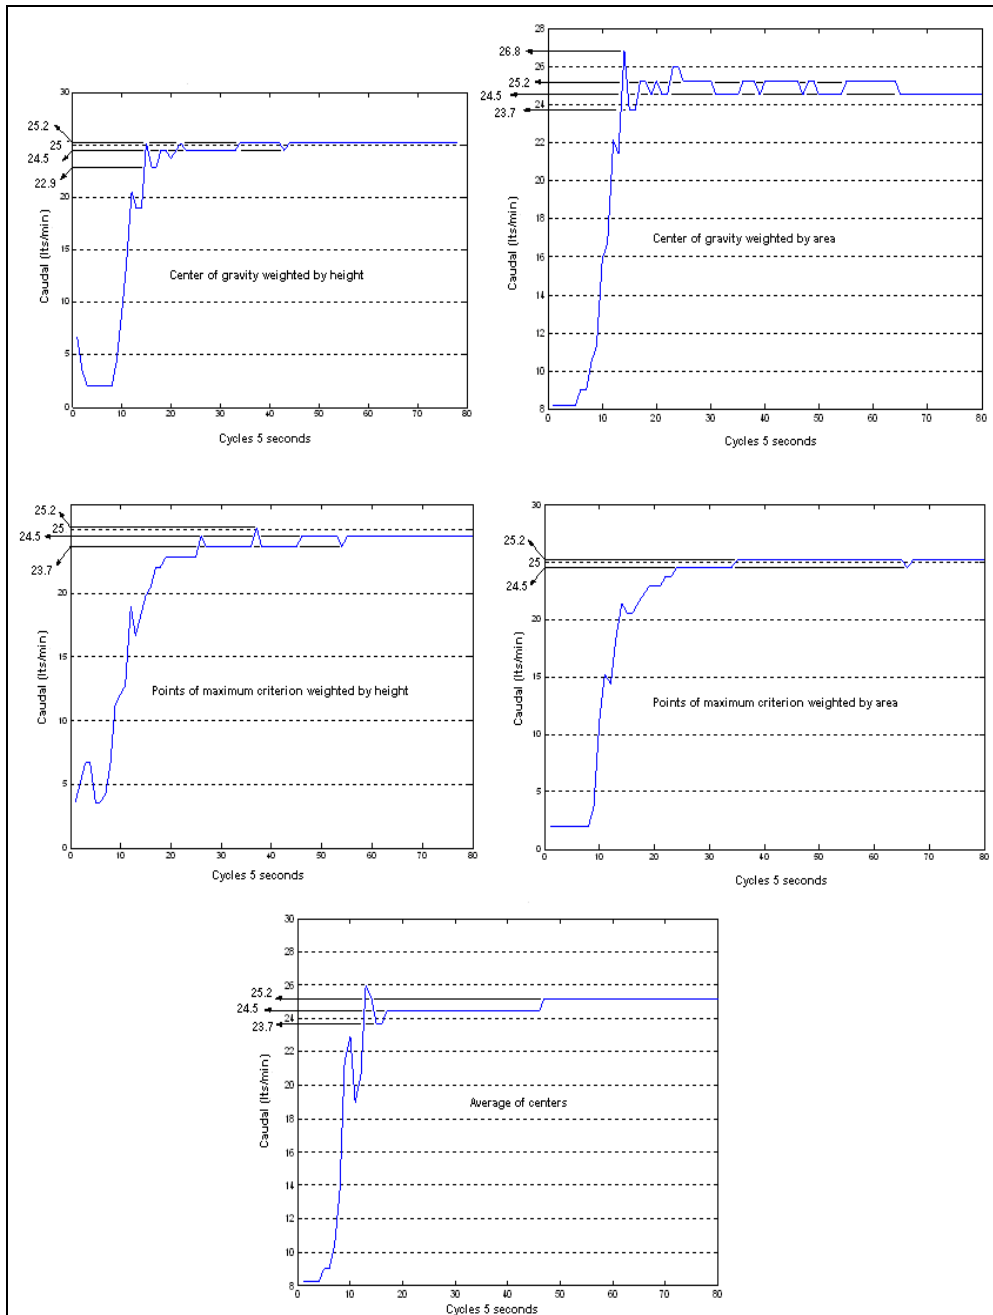 30
25.2
25
24.5
22.9
20
15
10
5
0
Caudal (lts/min)
Center of gravity weighted by height
0 10 20 30 40 50 60 70 80
Cycles 5 seconds
28
26.8
26
25.2
24.5
24
23.7
22
20
18
16
14
12
10
8
Caudal (lts/min)
Center of gravity weighted by area
0 10 20 30 40 50 60 70 80
Cycles 5 seconds
25.2
25
24.5
23.7
20
15
10
5
0
Caudal (lts/min)
Points of maximum criterion weighted by height
0 10 20 30 40 50 60 70 80
Cycles 5 seconds
30
25.2
25
24.5
20
15
10
5
0
Caudal (lts/min)
Points of maximum criterion weighted by area
0 10 20 30 40 50 60 70 80
Cycles 5 seconds
30
28
26
25.2
24.5
24
23.7
22
20
18
16
14
12
10
8
Caudal (lts/min)
Average of centers
0 10 20 30 40 50 60 70 80
Cycles 5 seconds